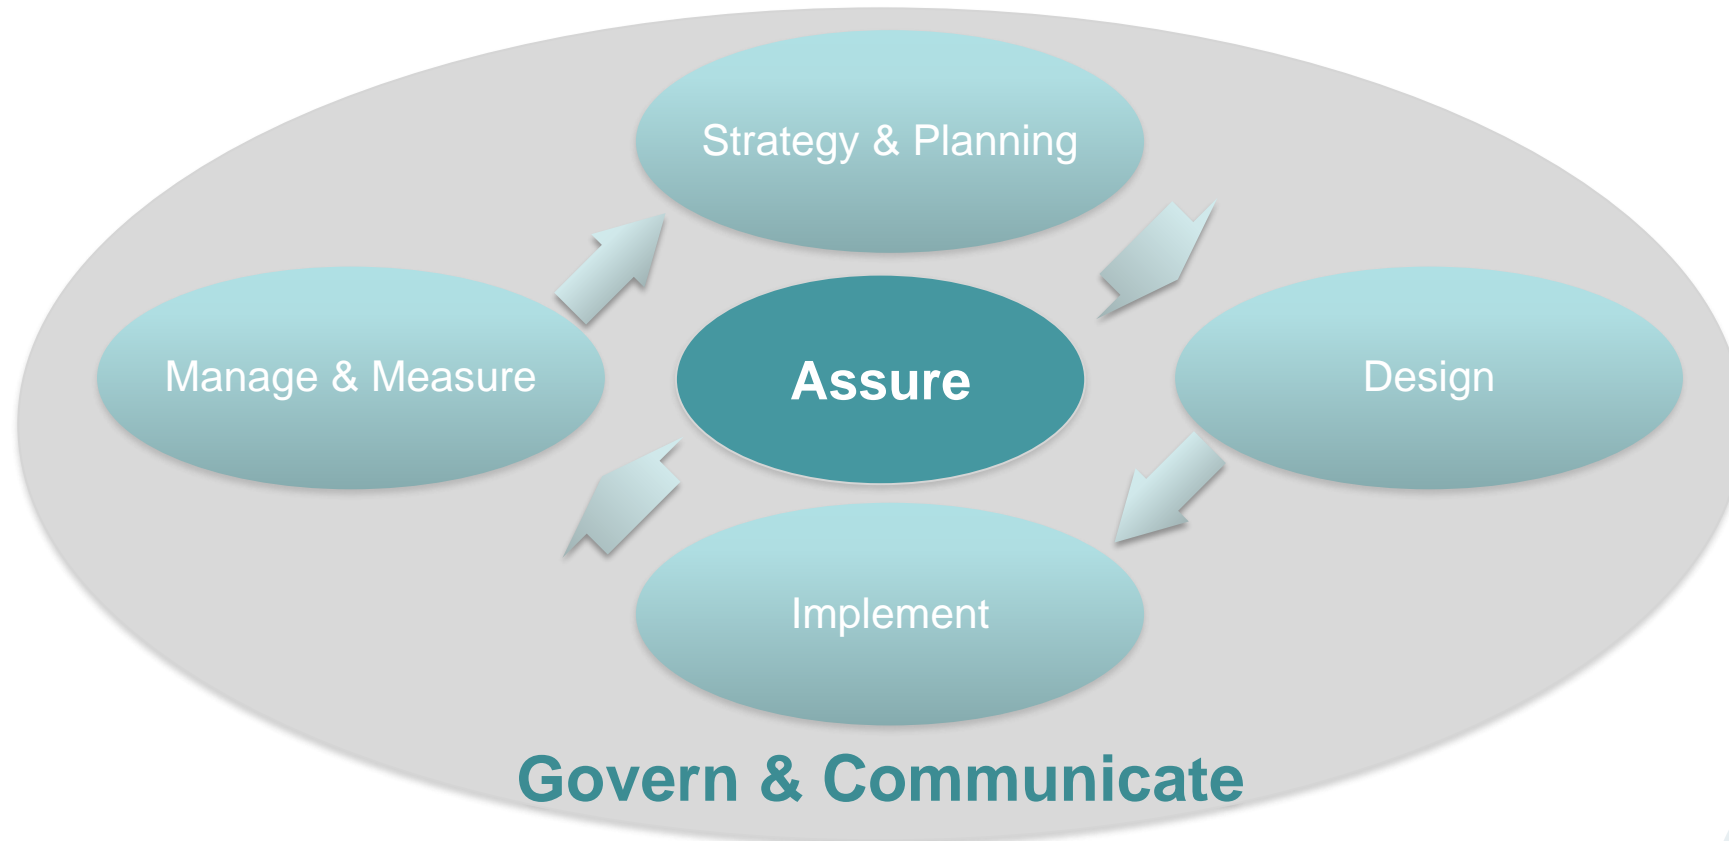 Strategy & Planning
Manage & Measure
Assure
Design
Implement
Govern & Communicate